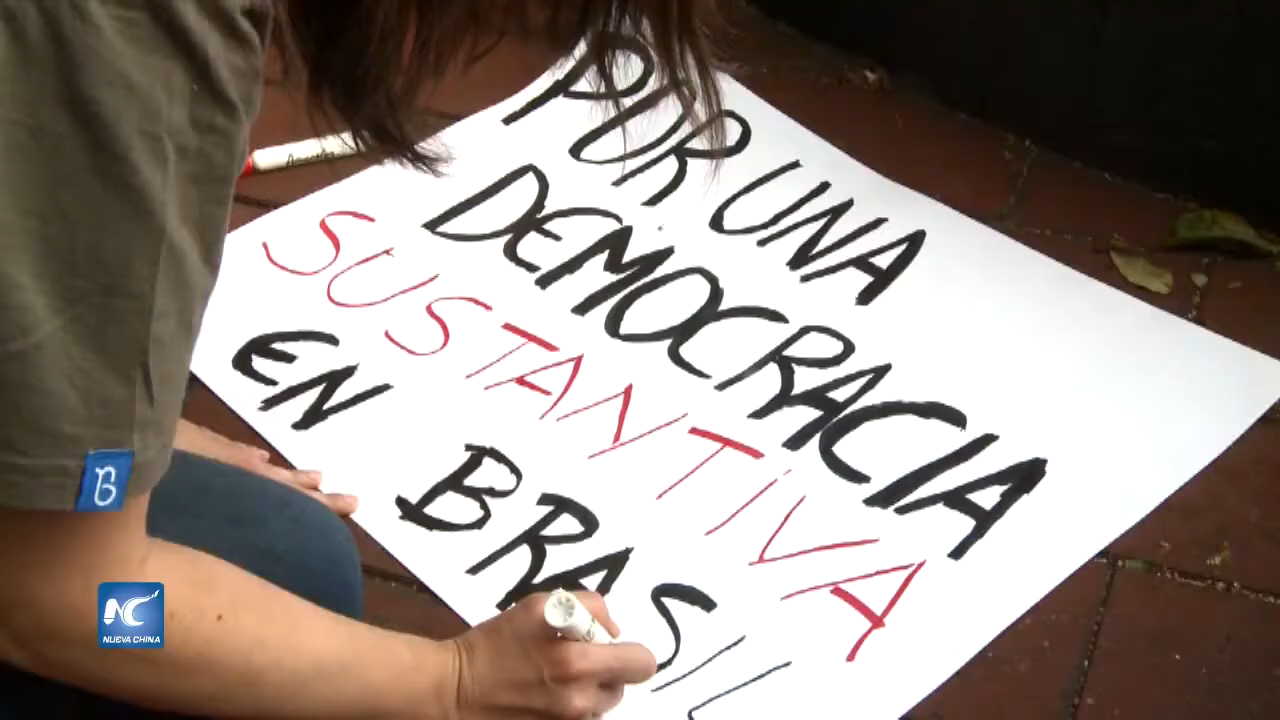 POR UNA
DEMOCRACIA
SUSTANTIVA
EN BRASIL
B
NC
NUEVA CHINA